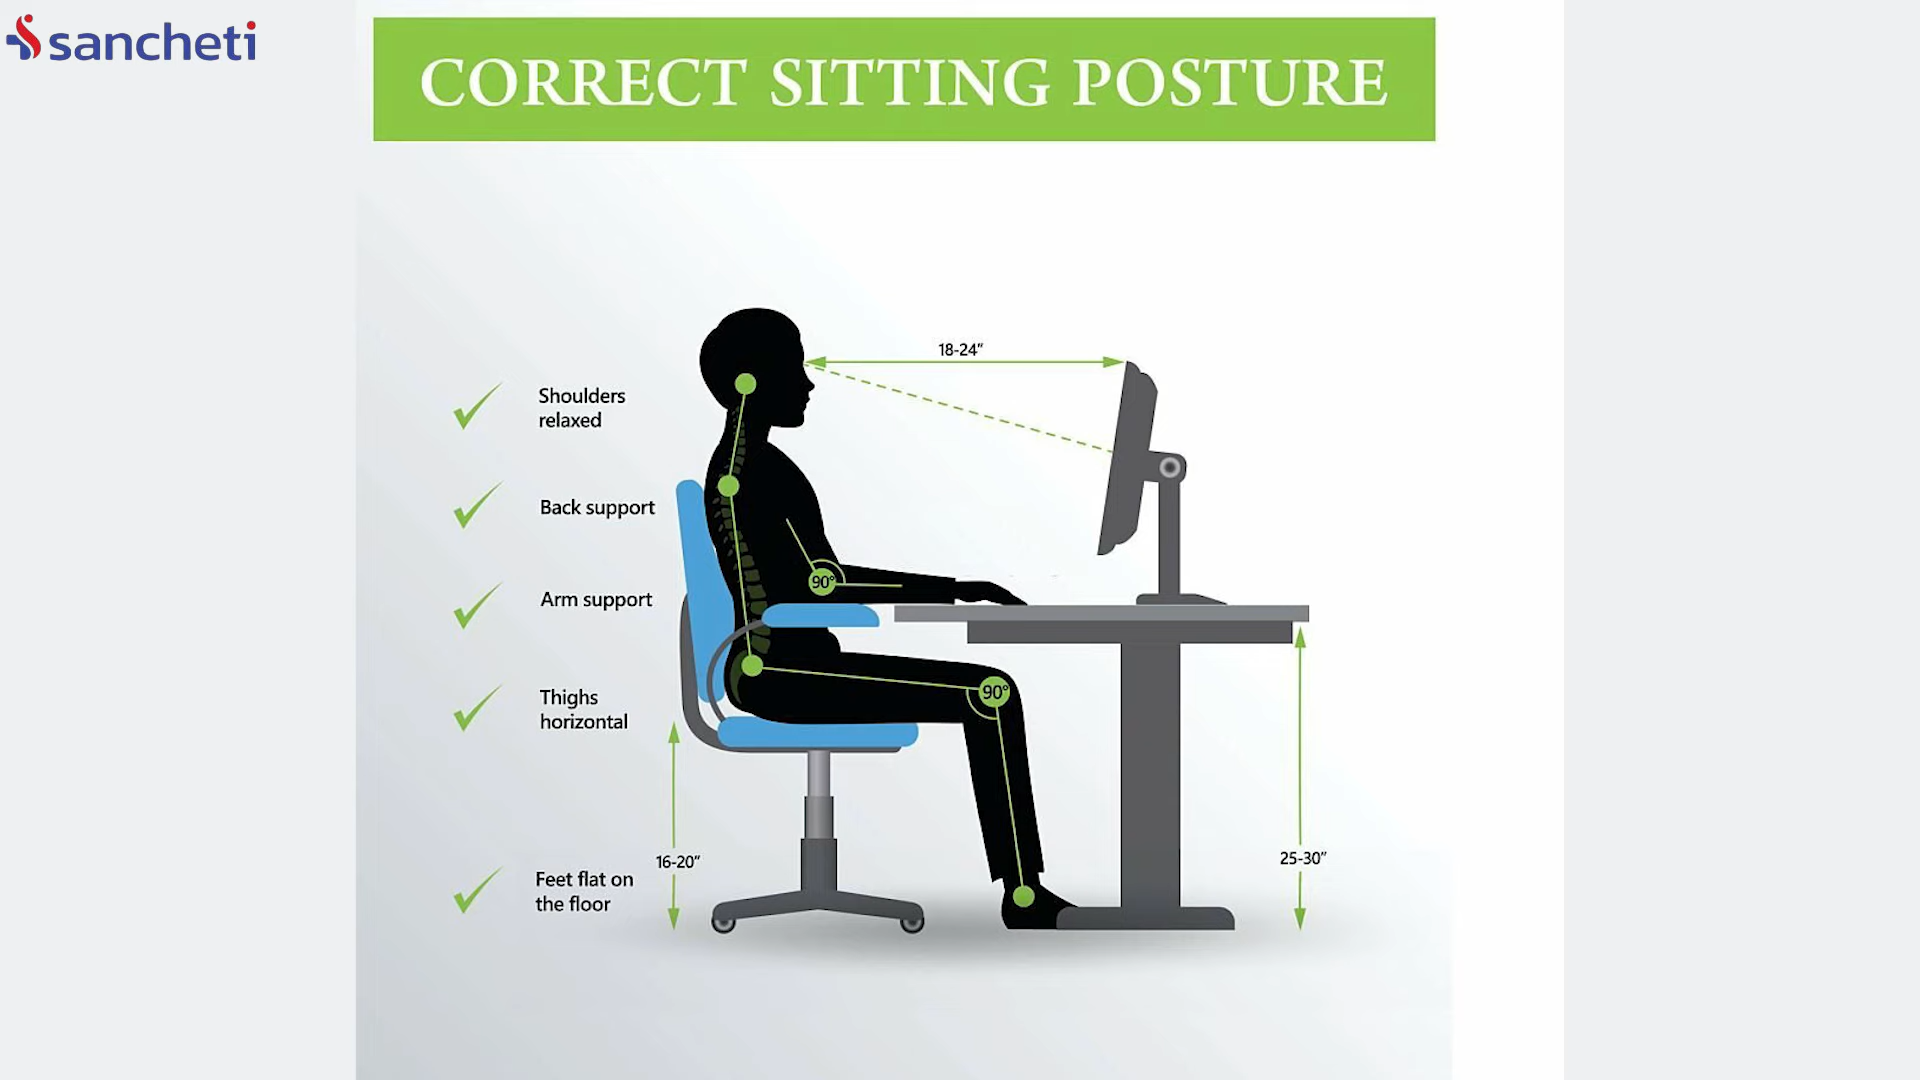 sancheti
CORRECT SITTING POSTURE
18-24”
Shoulders
relaxed
Back support
90°
Arm support
Thighs
horizontal
90°
16-20”
25-30”
Feet flat on
the floor